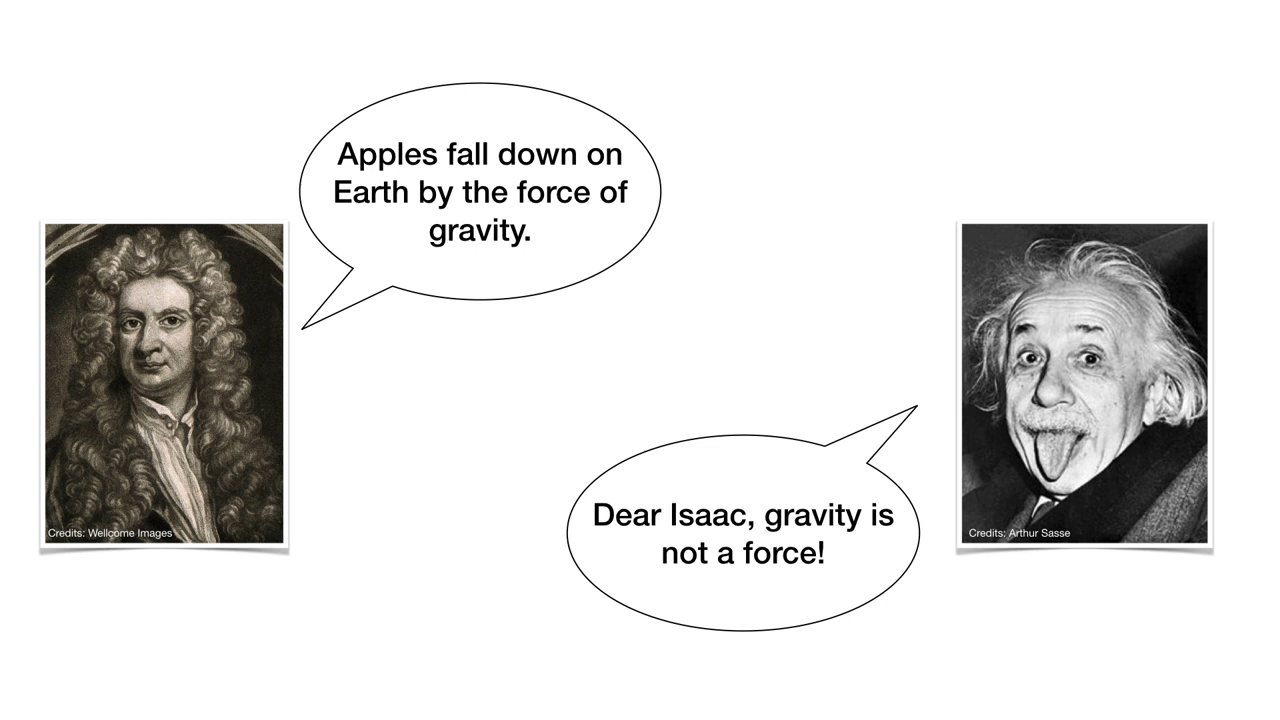 Apples fall down on
Earth by the force of
gravity.
Credits: Wellcome Images
Dear Isaac, gravity is
not a force!
Credits: Arthur Sasse